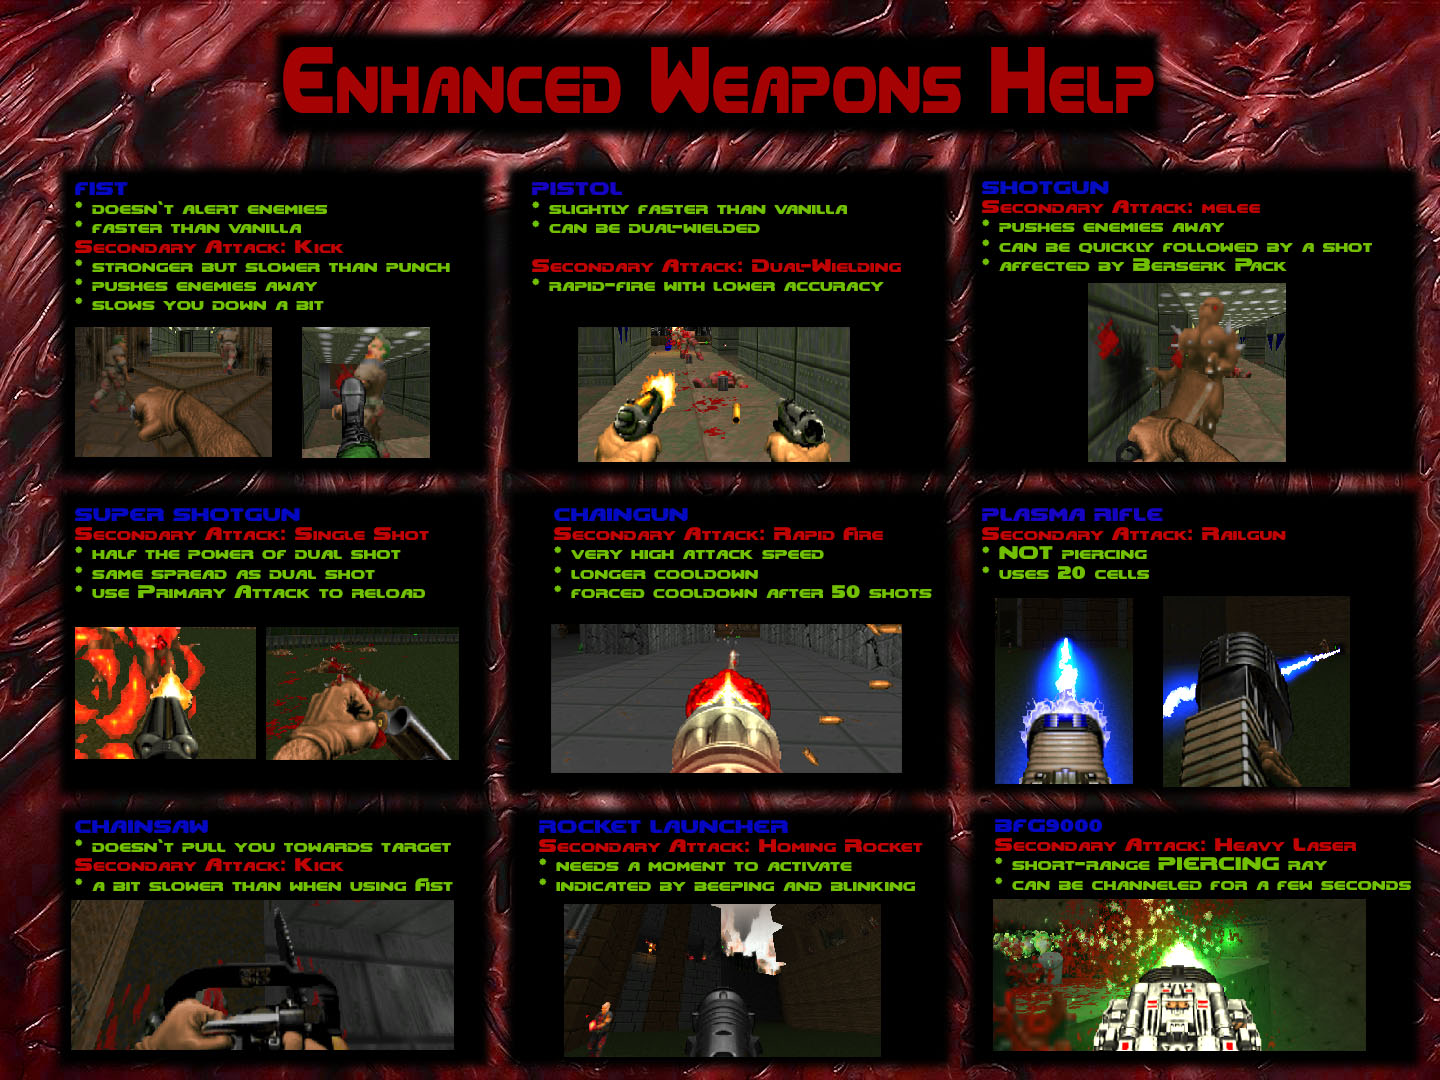 Enhanced Weapons Help
Fist
* doesn't alert enemies
* faster than vanilla
Secondary Attack: Kick
* stronger but slower than punch
* pushes enemies away
* slows you down a bit
Pistol
* slightly faster than vanilla
* can be dual-wielded
Secondary Attack: Dual-Wielding
* rapid-fire with lower accuracy
Shotgun
Secondary Attack: melee
* pushes enemies away
* can be quickly followed by a shot
* affected by Berserk Pack
Super Shotgun
Secondary Attack: Single Shot
* half the power of dual shot
* same spread as dual shot
* use Primary Attack to reload
Chaingun
Secondary Attack: Rapid Fire
* very high attack speed
* longer cooldown
* forced cooldown after 50 shots
Plasma Rifle
Secondary Attack: Railgun
* NOT piercing
* uses 20 cells
Chainsaw
* doesn't pull you towards target
Secondary Attack: Kick
* a bit slower than when using Fist
Rocket Launcher
Secondary Attack: Homing Rocket
* needs a moment to activate
* indicated by beeping and blinking
BFG9000
Secondary Attack: Heavy Laser
* short-range PIERCING ray
* can be channeled for a few seconds